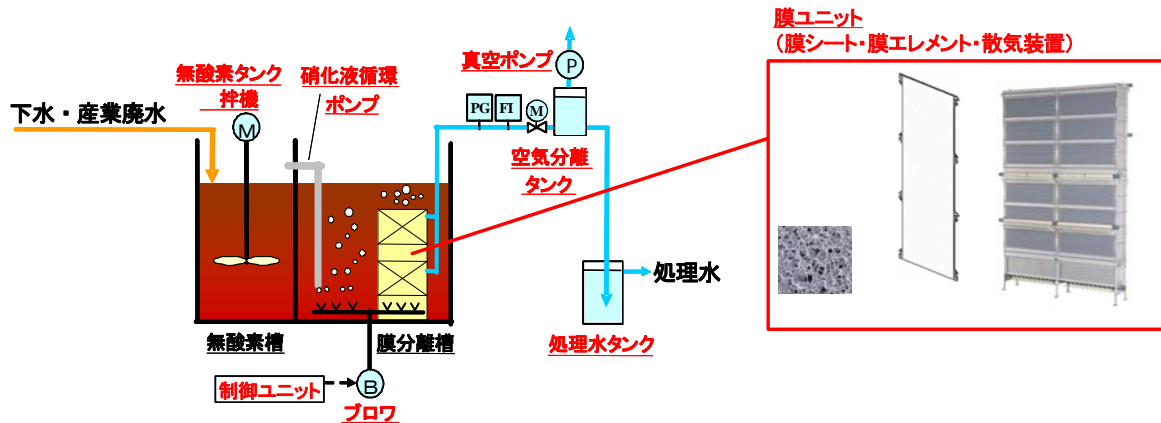 膜ユニット
（膜シート・膜エレメント・散気装置）
真空ポンプ
P
無酸素タンク
拌機
硝化液循環
ポンプ
下水・産業廃水
M
PG
FI
M
空気分離
タンク
処理水
無酸素槽
膜分離槽
処理水タンク
制御ユニット
B
ブロワ